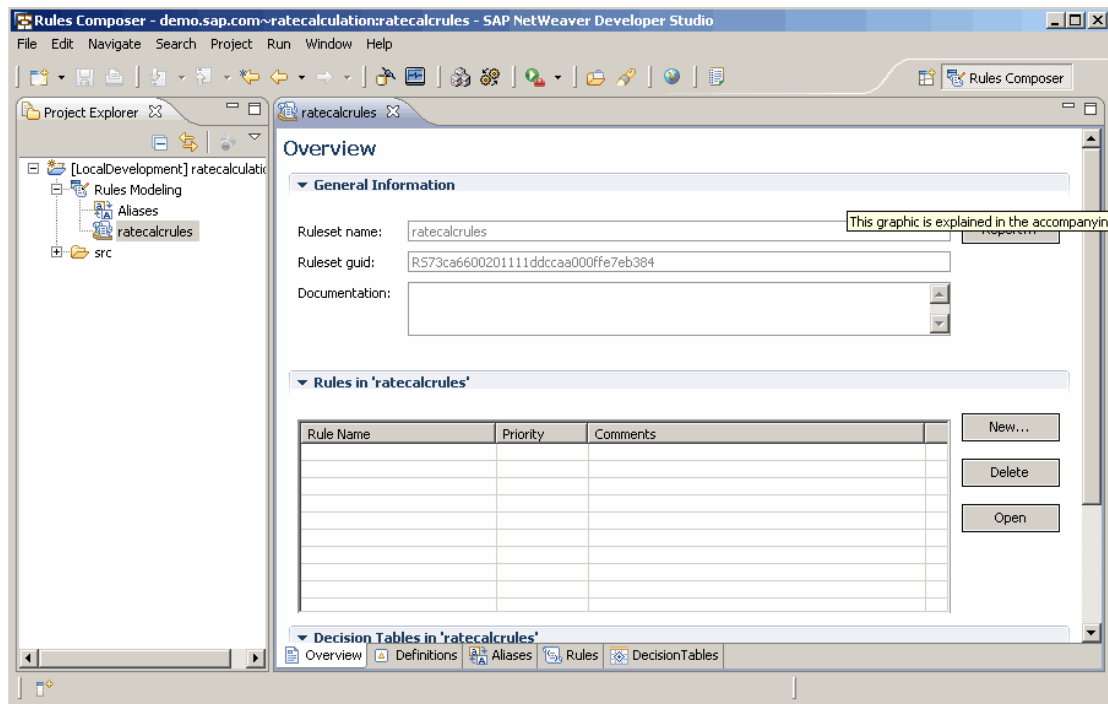 Rules Composer - demo.sap.com~ratecalculation:ratecalcrules - SAP NetWeaver Developer Studio
File Edit Navigate Search Project Run Window Help
Rules Composer
Project Explorer
ratecalcrules
Overview
[LocalDevelopment] ratecalculatio
Rules Modeling
Aliases
ratecalcrules
src
General Information
This graphic is explained in the accompanyin
Ruleset name: ratecalcrules
Ruleset guid: RS73ca6600201111ddccaa000ffe7eb384
Documentation:
Rules in 'ratecalcrules'
Rule Name Priority Comments
New...
Delete
Open
Decision Tables in 'ratecalcrules'
Overview Definitions Aliases Rules DecisionTables